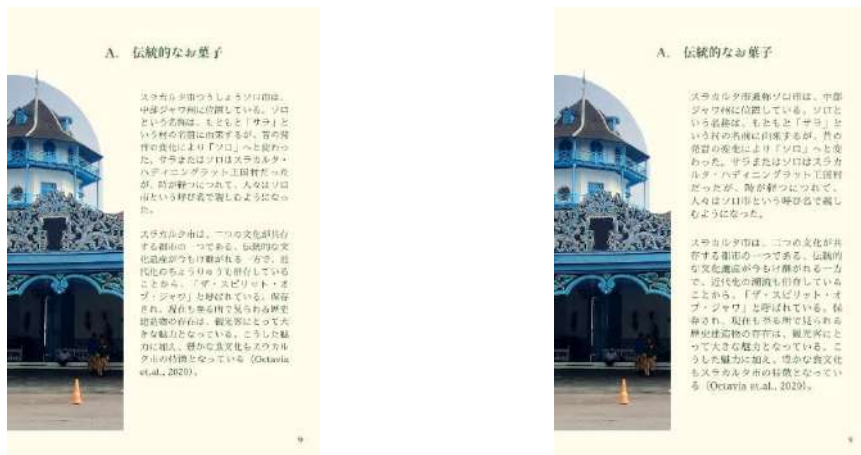 A. 伝統的なお菓子
スラカルタ市つうしょうソロ市は、
中部ジャワ州に位置している。ソロ
という名称は、もともと「サラ」と
いう村の名前に由来するが、音の発
音の変化により「ソロ」へと変わっ
た。サラまたはソロはスラカルタ・
ハディニングラット王国村だった
が、時が経つにつれて、人々はソロ
市という呼び名で親しむようになっ
た。
スラカルタ市は、二つの文化が共存
する都市の一つである。伝統的な文
化遺産が今もけ継がれる一方で、近
代化のちょうりゅうも併存している
ことから、「ザ・スピリット・オ
ブ・ジャワ」と呼ばれている。保存
され、現在も至る所で見られる歴史
建造物の存在は、観光客にとって大
きな魅力となっている。こうした魅
力に加え、豊かな食文化もスラカル
タ市の特徴となっている (Octavia
et.al., 2020)。
9
A. 伝統的なお菓子
スラカルタ市通称ソロ市は、中部
ジャワ州に位置している。ソロと
いう名称は、もともと「サラ」と
いう村の名前に由来するが、昔の
発音の変化により「ソロ」へと変
わった。サラまたはソロはスラカ
ルタ・ハディニングラット王国村
だったが、時が経つにつれて、
人々はソロ市という呼び名で親し
むようになった。
スラカルタ市は、二つの文化が共
存する都市の一つである。伝統的
な文化遺産が今もけ継がれる一方
で、近代化の潮流も併存している
ことから、「ザ・スピリット・オ
ブ・ジャワ」と呼ばれている。保
存され、現在も至る所で見られる
歴史建造物の存在は、観光客にと
って大きな魅力となっている。こ
うした魅力に加え、豊かな食文化
もスラカルタ市の特徴となってい
る (Octavia et.al., 2020)。
9